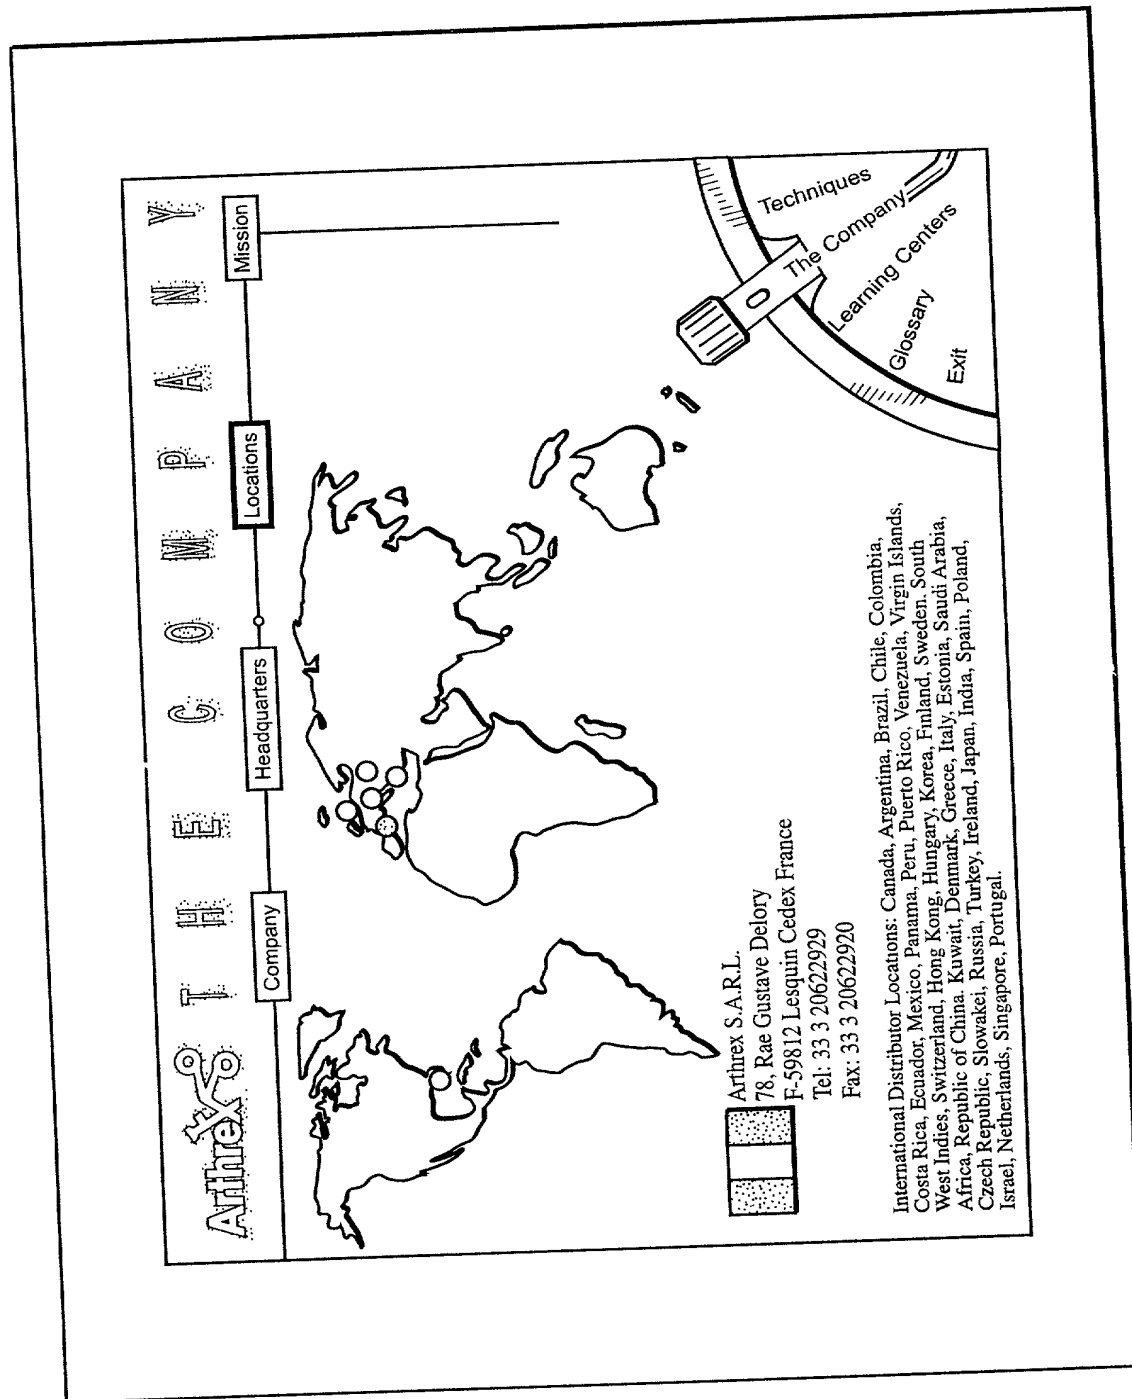 Arthrex THE COMPANY
Company
Headquarters
Locations
Mission
Arthrex S.A.R.L.
78, Rae Gustave Delory
F-59812 Lesquin Cedex France
Tel: 33 3 20622929
Fax: 33 3 20622920
International Distributor Locations: Canada, Argentina, Brazil, Chile, Colombia,
Costa Rica, Ecuador, Mexico, Panama, Peru, Puerto Rico, Venezuela, Virgin Islands,
West Indies, Switzerland, Hong Kong, Hungary, Korea, Finland, Sweden. South
Africa, Republic of China. Kuwait, Denmark, Greece, Italy, Estonia, Saudi Arabia,
Czech Republic, Slowakei, Russia, Turkey, Ireland, Japan, India, Spain, Poland,
Israel, Netherlands, Singapore, Portugal.
Techniques
The Company
Learning Centers
Glossary
Exit